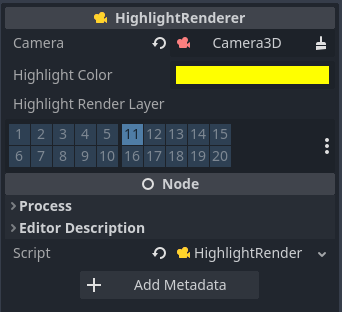 HighlightRenderer
Camera Camera3D
Highlight Color
Highlight Render Layer
1 2 3 4 5 11 12 13 14 15
6 7 8 9 10 16 17 18 19 20
Node
Process
Editor Description
Script HighlightRender
Add Metadata